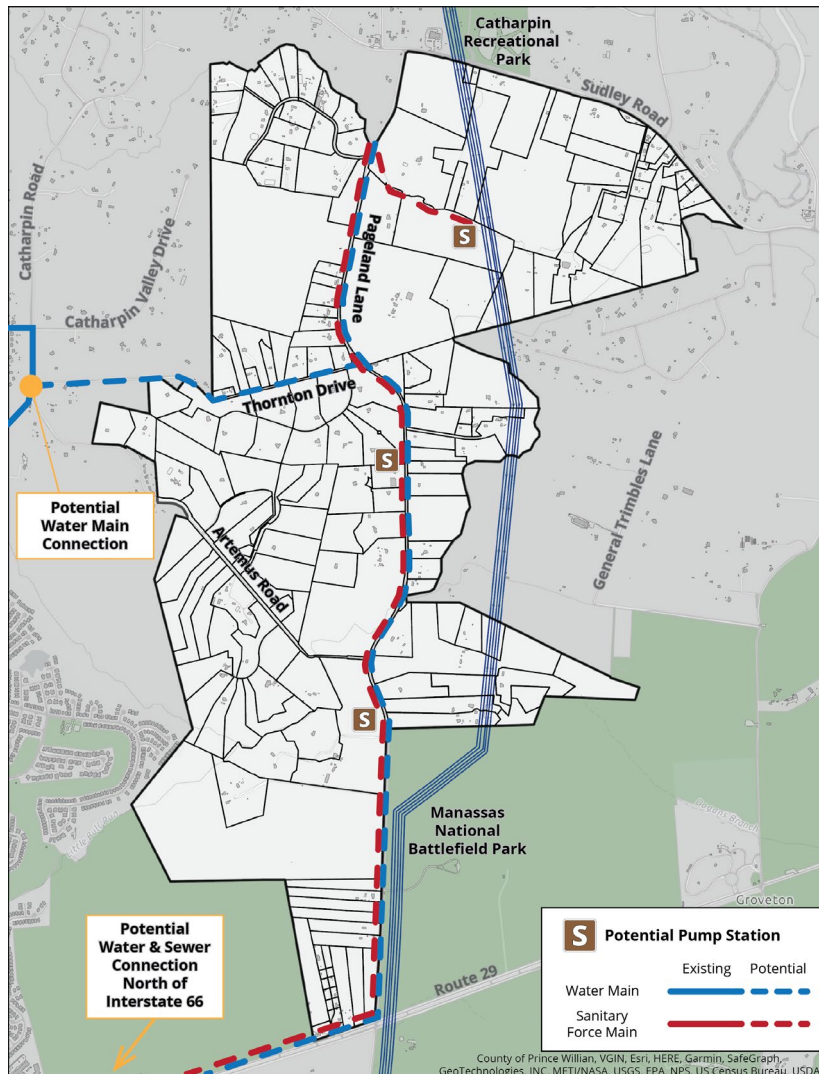 Catharpin
Recreational
Park
Sudley Road
Catharpin Road
Catharpin Valley Drive
Pageland Lane
S
Thornton Drive
S
General Trimbles Lane
Potential
Water Main
Connection
Artemus Road
S
Manassas
National
Battlefield Park
Dogans Branch
Groveton
Potential
Water & Sewer
Connection
North of
Interstate 66
Route 29
S Potential Pump Station
Existing Potential
Water Main
Sanitary
Force Main
County of Prince Willian, VGIN, Esri, HERE, Garmin, SafeGraph,
GeoTechnologies, INC, METI/NASA, USGS, EPA, NPS, US Census Bureau, USDA